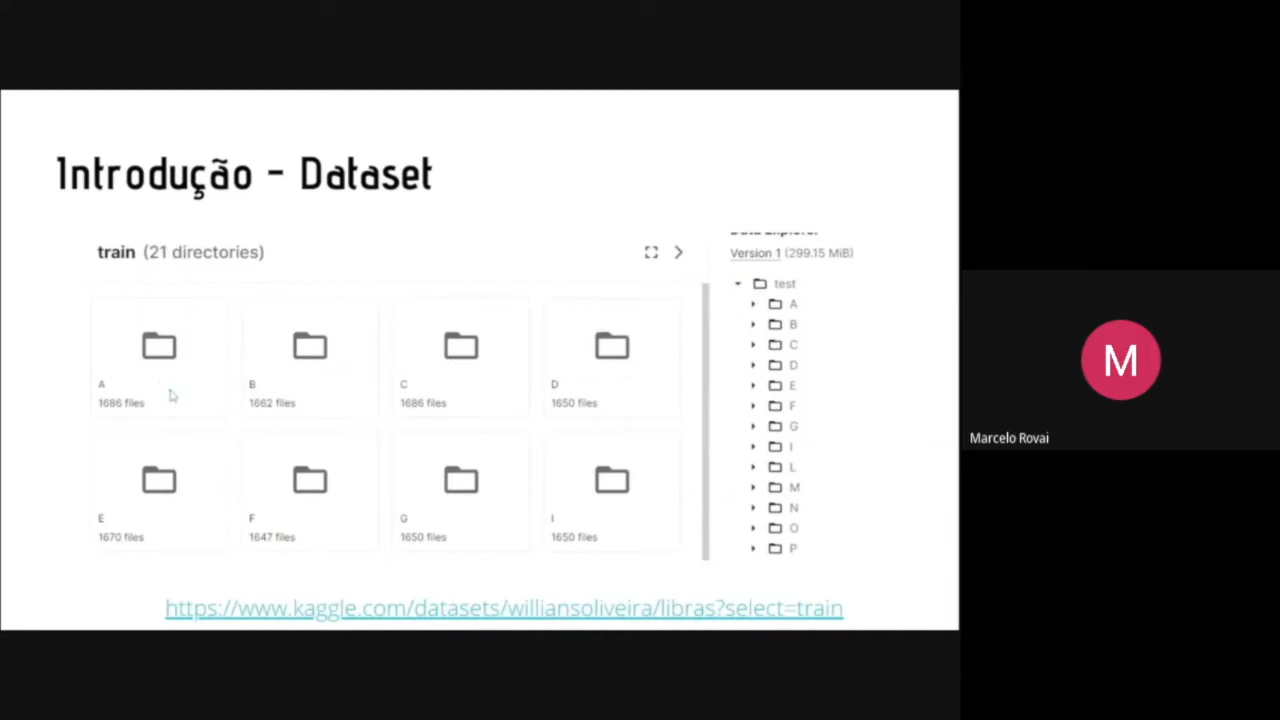 Introdução - Dataset
train (21 directories)
A
1686 files
B
1662 files
C
1686 files
D
1650 files
E
1670 files
F
1647 files
G
1650 files
I
1650 files
Data Explorer
Version 1 (299.15 MiB)
test
A
B
C
D
E
F
G
I
L
M
N
O
P
https://www.kaggle.com/datasets/williansoliveira/libras?select=train
M
Marcelo Rovai